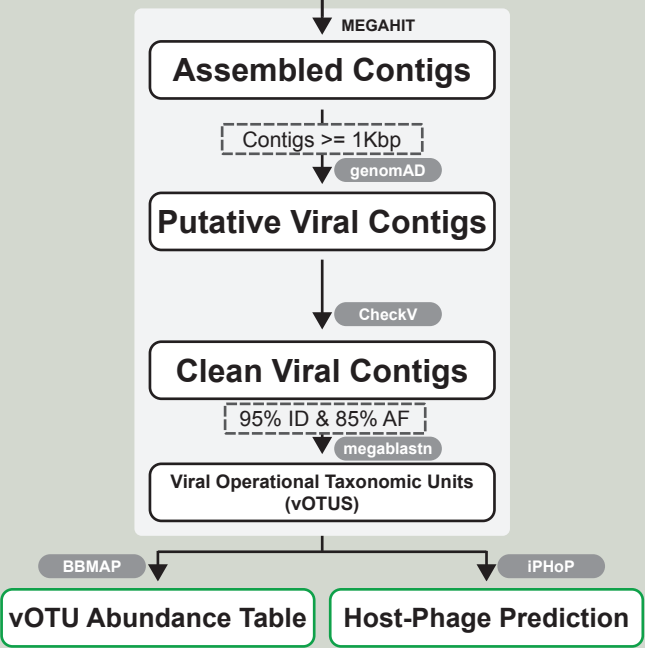 MEGAHIT
Assembled Contigs
Contigs >= 1Kbp
genomAD
Putative Viral Contigs
CheckV
Clean Viral Contigs
95% ID & 85% AF
megablastn
Viral Operational Taxonomic Units
(vOTUS)
BBMAP
iPHoP
vOTU Abundance Table
Host-Phage Prediction